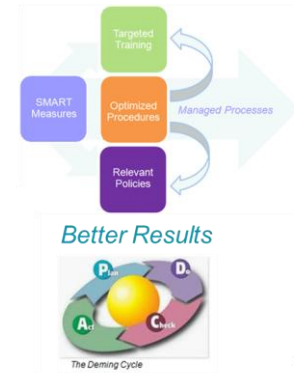 Targeted
Training
SMART
Measures
Optimized
Procedures
Managed Processes
Relevant
Policies
Better Results
Plan
Do
Act
Check
The Deming Cycle